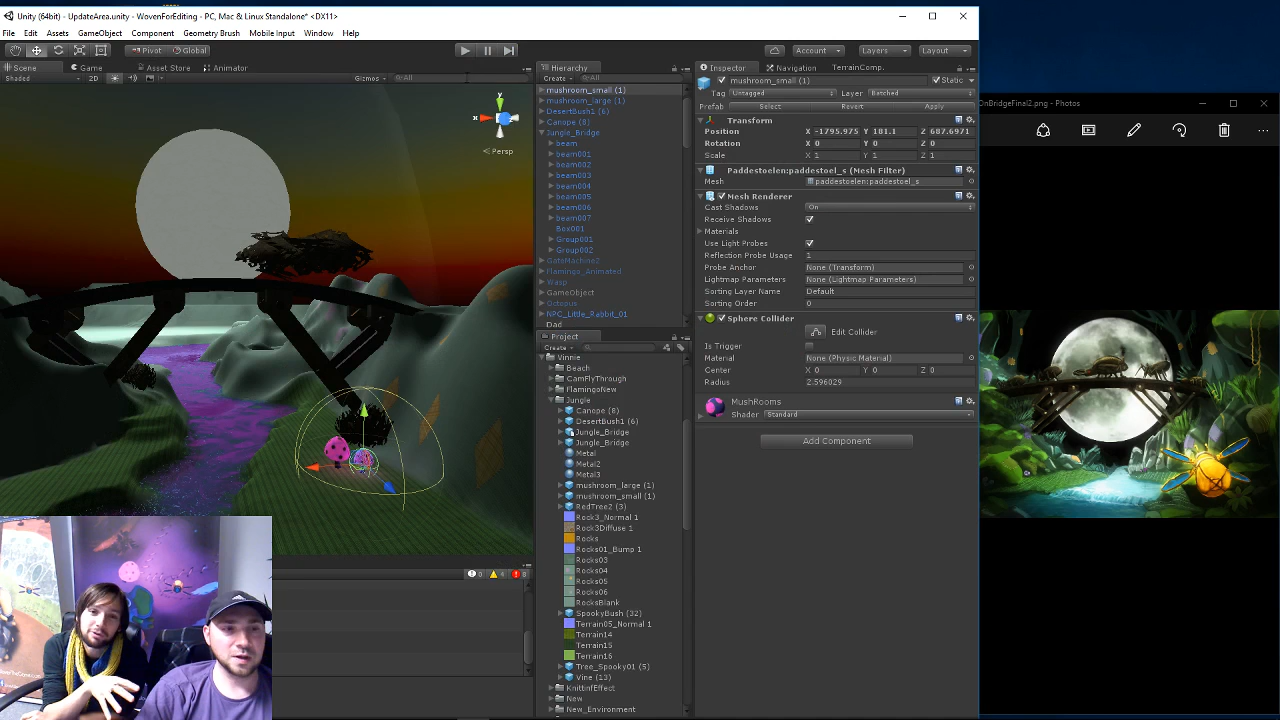 Unity (64bit) - UpdateArea.unity - WovenForEditing - PC, Mac & Linux Standalone* <DX11>
File Edit Assets GameObject Component Geometry Brush Mobile Input Window Help
Pivot Global Account Layers Layout
Scene Game Asset Store Animator
Shaded 2D Gizmos All
y
x
Persp
Hierarchy
Create All
mushroom_small (1)
mushroom_large (1)
DesertBush1 (6)
Canope (8)
Jungle_Bridge
beam
beam001
beam002
beam003
beam004
beam005
beam006
beam007
Box001
Group001
Group002
GatoMachine2
Flamingo_Animated
Wasp
GameObject
Octopus
NPC_Little_Rabbit_01
Dad
Project
Create
Vinnie
Beach
CamFlyThrough
FlamingoNew
Jungle
Canope (8)
DesertBush1 (6)
Jungle_Bridge
Jungle_Bridge
Metal
Metal2
Metal3
mushroom_large (1)
mushroom_small (1)
RedTree2 (3)
Rock3_Normal 1
Rock3Diffuse 1
Rocks
Rocks01_Bump 1
Rocks03
Rocks04
Rocks05
Rocks06
RocksBlank
SpookyBush (32)
Terrain05_Normal 1
Terrain14
Terrain15
Terrain16
Tree_Spooky01 (5)
Vine (13)
KnittinfEffect
New
New_Environment
Inspector Navigation TerrainComp.
mushroom_small (1) Static
Tag Untagged Layer Batched
Prefab Select Revert Apply
Transform
Position X -1795.975 Y 181.1 Z 687.6971
Rotation X 0 Y 0 Z 0
Scale X 1 Y 1 Z 1
Paddestoelen:paddestoel_s (Mesh Filter)
Mesh paddestoelen:paddestoel_s
Mesh Renderer
Cast Shadows On
Receive Shadows
Materials
Use Light Probes
Reflection Probe Usage 1
Probe Anchor None (Transform)
Lightmap Parameters None (Lightmap Parameters)
Sorting Layer Name Default
Sorting Order 0
Sphere Collider
Edit Collider
Is Trigger
Material None (Physic Material)
Center X 0 Y 0 Z 0
Radius 2.596029
MushRooms
Shader Standard
Add Component
OnBridgeFinal2.png - Photos